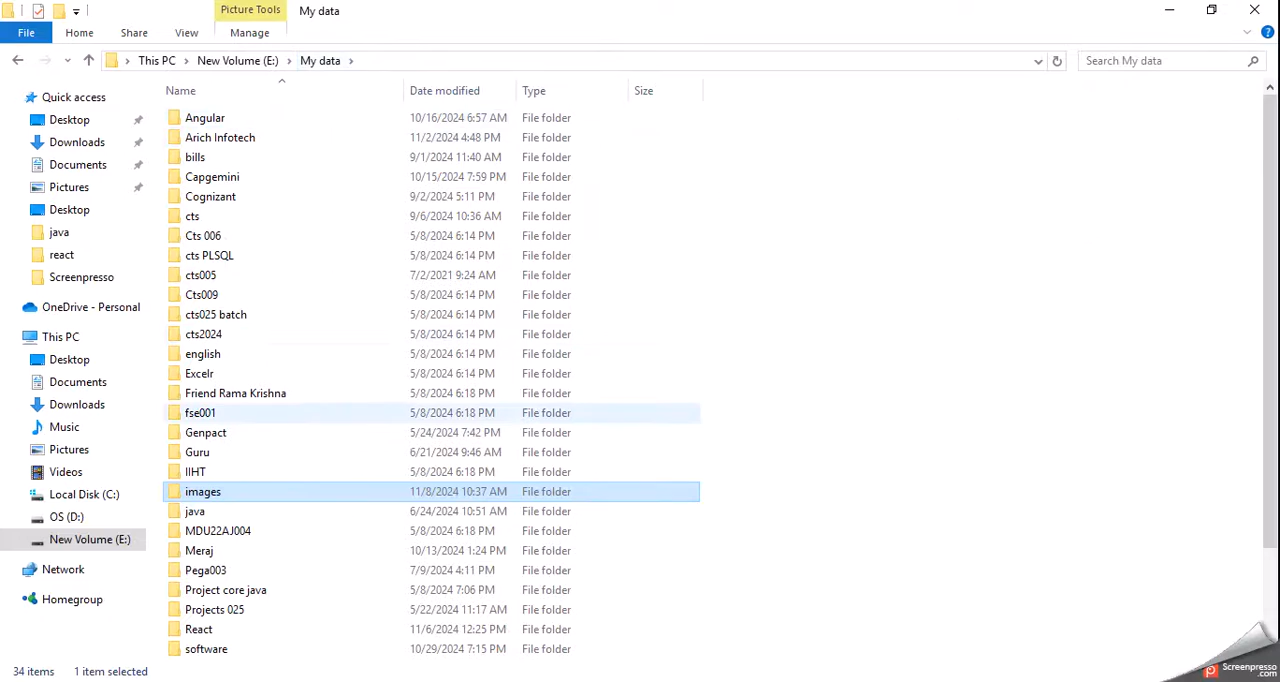 Picture Tools
My data
File
Home
Share
View
Manage
This PC
New Volume (E:)
My data
Search My data
Name
Date modified
Type
Size
Quick access
Desktop
Downloads
Documents
Pictures
Desktop
java
react
Screenpresso
OneDrive - Personal
This PC
Desktop
Documents
Downloads
Music
Pictures
Videos
Local Disk (C:)
OS (D:)
New Volume (E:)
Network
Homegroup
Angular 10/16/2024 6:57 AM File folder
Arich Infotech 11/2/2024 4:48 PM File folder
bills 9/1/2024 11:40 AM File folder
Capgemini 10/15/2024 7:59 PM File folder
Cognizant 9/2/2024 5:11 PM File folder
cts 9/6/2024 10:36 AM File folder
Cts 006 5/8/2024 6:14 PM File folder
cts PLSQL 5/8/2024 6:14 PM File folder
cts005 7/2/2021 9:24 AM File folder
Cts009 5/8/2024 6:14 PM File folder
cts025 batch 5/8/2024 6:14 PM File folder
cts2024 5/8/2024 6:14 PM File folder
english 5/8/2024 6:14 PM File folder
Excelr 5/8/2024 6:14 PM File folder
Friend Rama Krishna 5/8/2024 6:18 PM File folder
fse001 5/8/2024 6:18 PM File folder
Genpact 5/24/2024 7:42 PM File folder
Guru 6/21/2024 9:46 AM File folder
IIHT 5/8/2024 6:18 PM File folder
images 11/8/2024 10:37 AM File folder
java 6/24/2024 10:51 AM File folder
MDU22AJ004 5/8/2024 6:18 PM File folder
Meraj 10/13/2024 1:24 PM File folder
Pega003 7/9/2024 4:11 PM File folder
Project core java 5/8/2024 7:06 PM File folder
Projects 025 5/22/2024 11:17 AM File folder
React 11/6/2024 12:25 PM File folder
software 10/29/2024 7:15 PM File folder
34 items
1 item selected
Screenpresso
.com